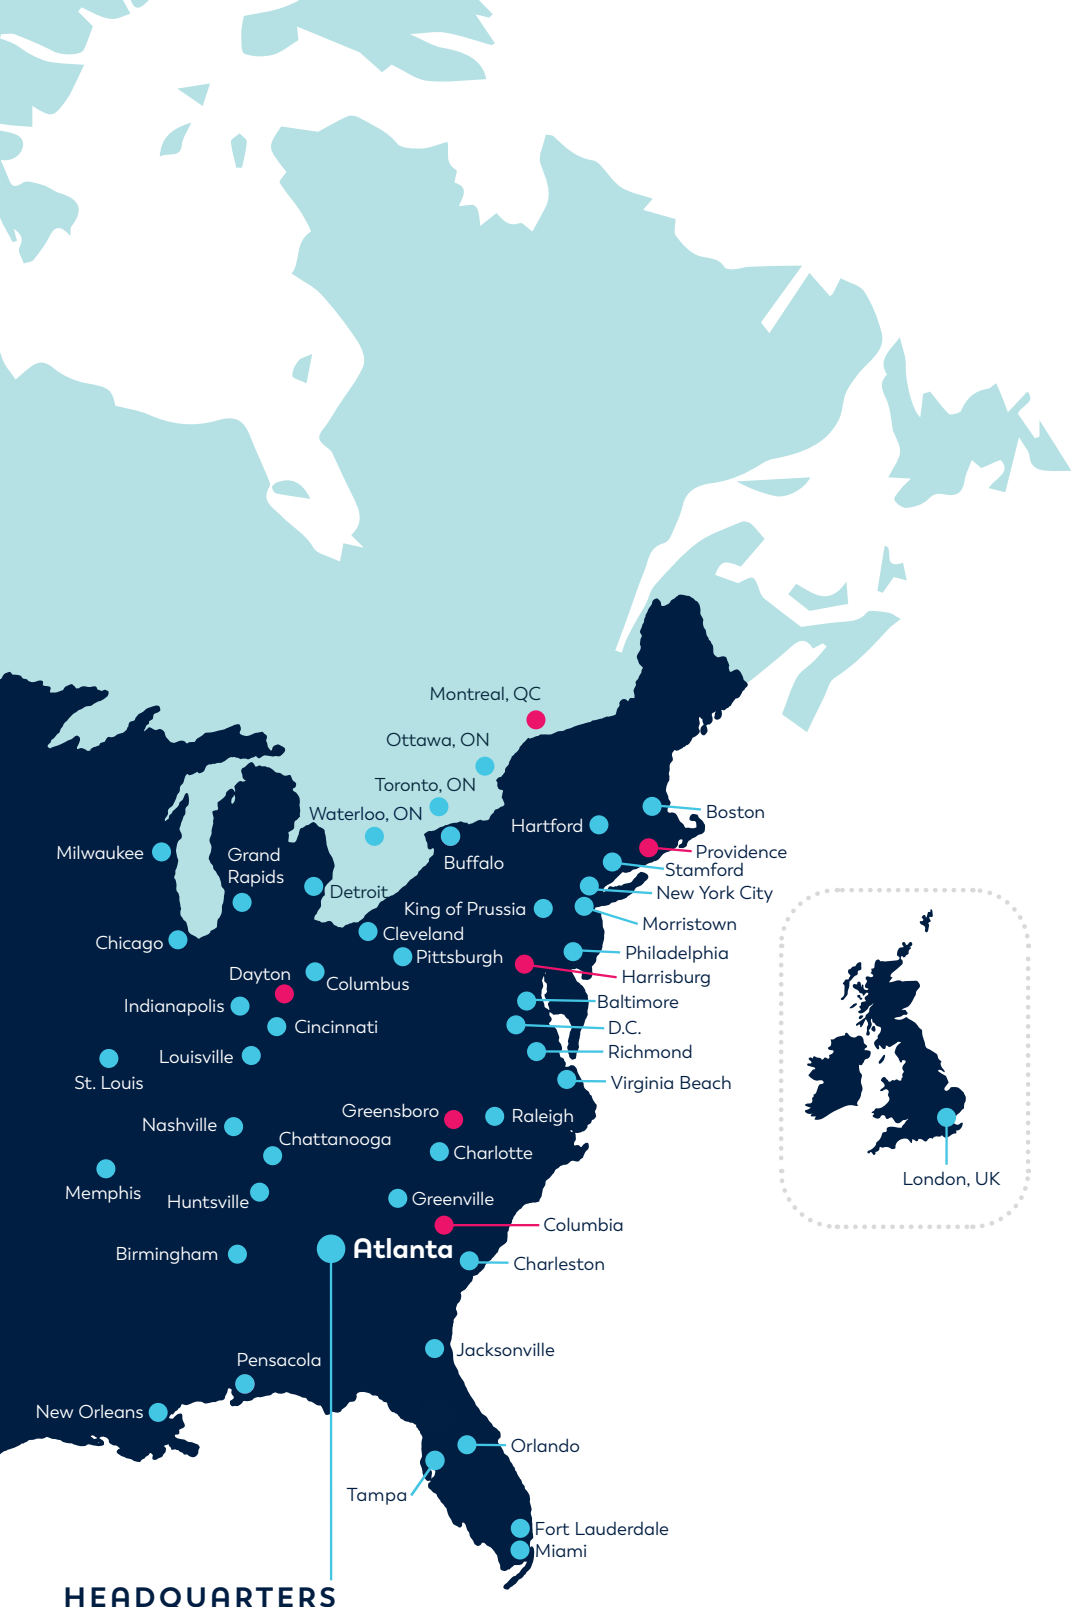 Montreal, QC
Ottawa, ON
Toronto, ON
Waterloo, ON
Boston
Hartford
Milwaukee
Grand
Rapids
Buffalo
Providence
Stamford
Detroit
New York City
King of Prussia
Morristown
Cleveland
Chicago
Pittsburgh
Philadelphia
Dayton
Harrisburg
Columbus
Baltimore
Indianapolis
Cincinnati
D.C.
Louisville
Richmond
St. Louis
Virginia Beach
Greensboro
Raleigh
Nashville
Chattanooga
Charlotte
London, UK
Memphis
Huntsville
Greenville
Columbia
Birmingham
Atlanta
Charleston
Jacksonville
Pensacola
New Orleans
Orlando
Tampa
Fort Lauderdale
Miami
HEADQUARTERS